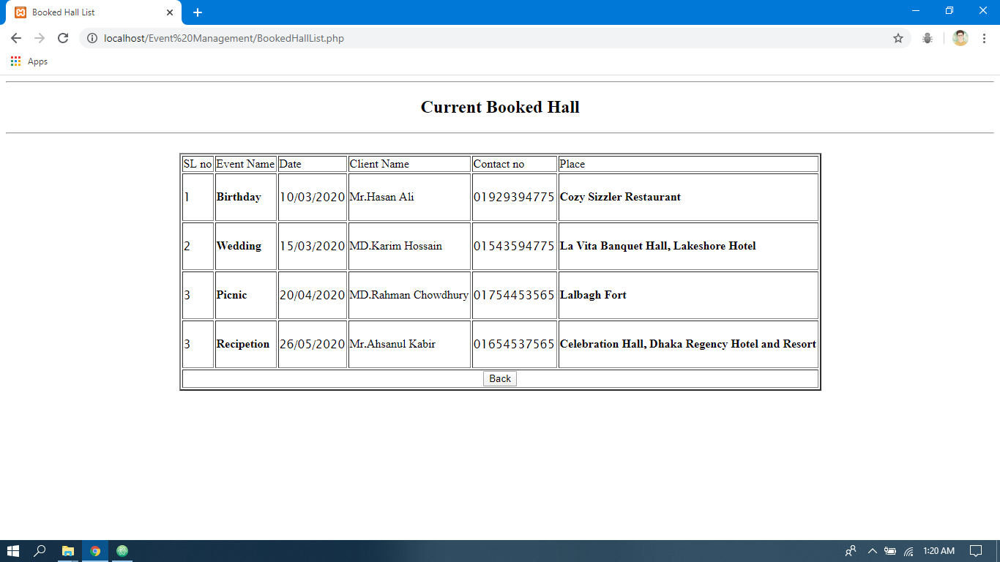 Booked Hall List
localhost/Event%20Management/BookedHallList.php
Apps
Current Booked Hall
SL no Event Name Date Client Name Contact no Place
1 Birthday 10/03/2020 Mr.Hasan Ali 01929394775 Cozy Sizzler Restaurant
2 Wedding 15/03/2020 MD.Karim Hossain 01543594775 La Vita Banquet Hall, Lakeshore Hotel
3 Picnic 20/04/2020 MD.Rahman Chowdhury 01754453565 Lalbagh Fort
3 Recipetion 26/05/2020 Mr.Ahsanul Kabir 01654537565 Celebration Hall, Dhaka Regency Hotel and Resort
Back
1:20 AM